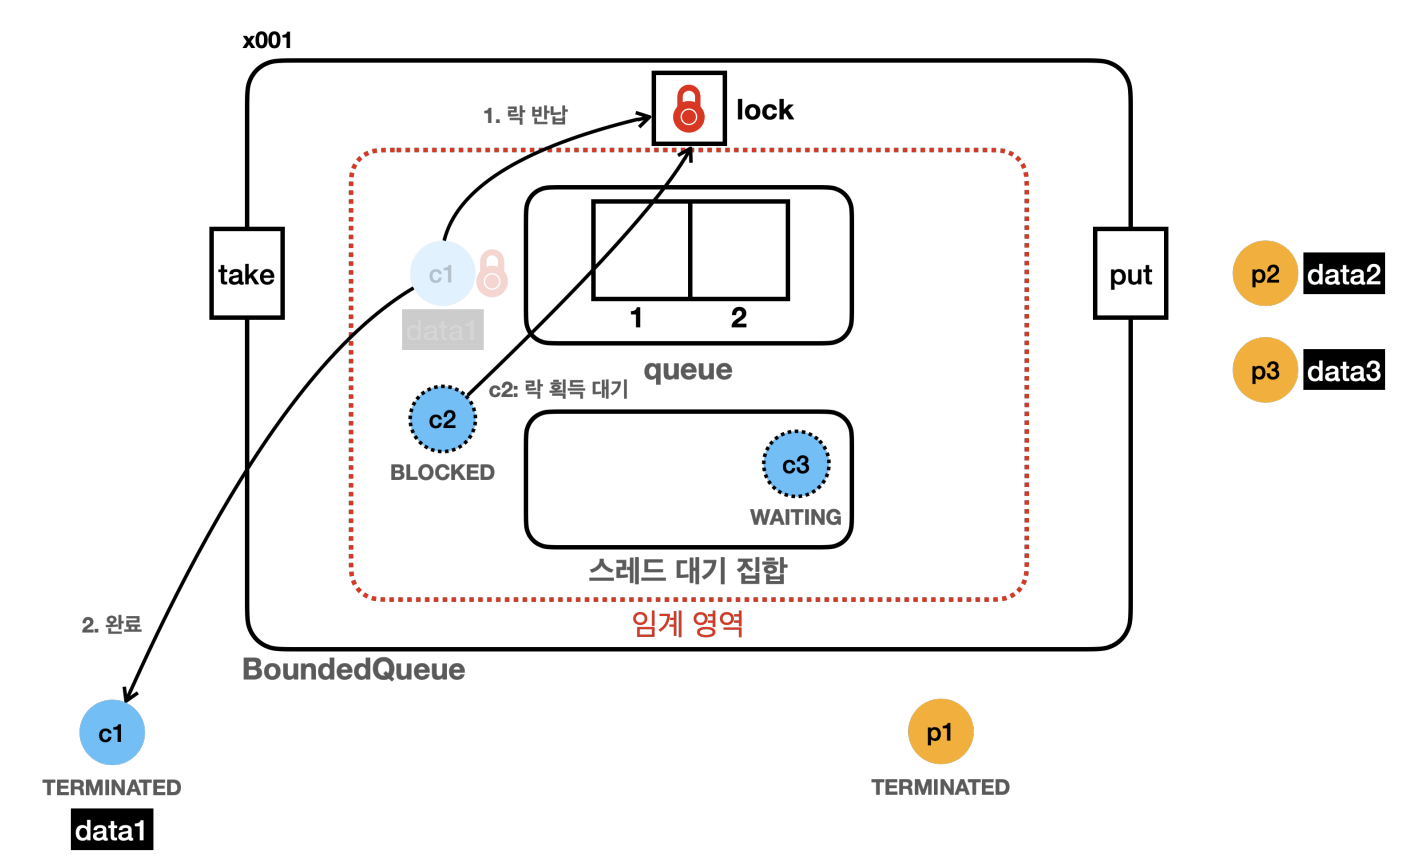 x001
lock
1. 락 반납
take
c1
data1
1
2
queue
put
p2
data2
p3
data3
c2: 락 획득 대기
c2
BLOCKED
c3
WAITING
스레드 대기 집합
임계 영역
2. 완료
BoundedQueue
c1
TERMINATED
data1
p1
TERMINATED